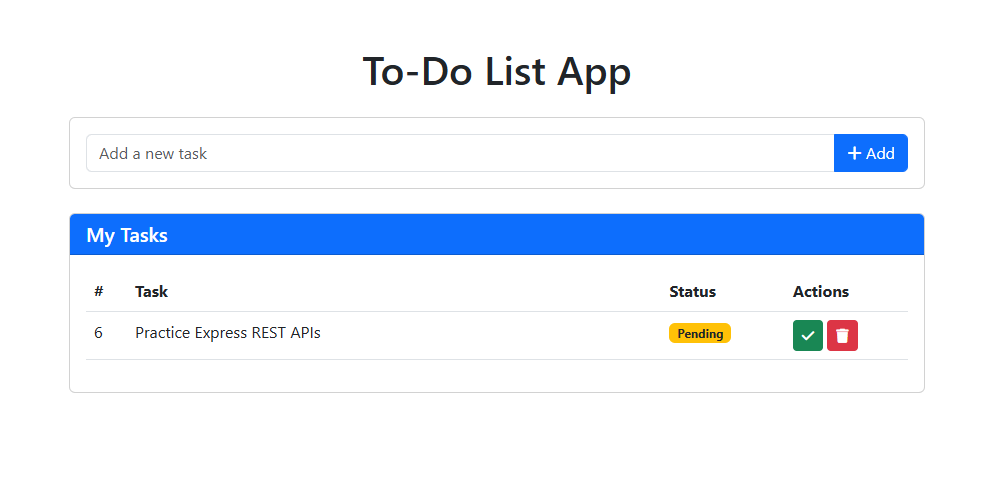 To-Do List App
Add a new task
+ Add
My Tasks
# Task Status Actions
6 Practice Express REST APIs Pending